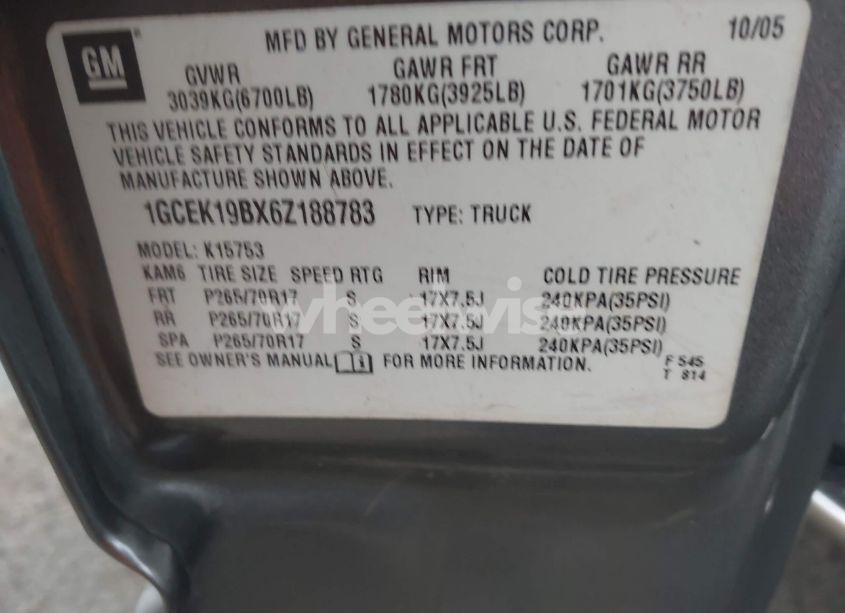 GM
MFD BY GENERAL MOTORS CORP. 10/05
GVWR GAWR FRT GAWR RR
3039KG(6700LB) 1780KG(3925LB) 1701KG(3750LB)
THIS VEHICLE CONFORMS TO ALL APPLICABLE U.S. FEDERAL MOTOR
VEHICLE SAFETY STANDARDS IN EFFECT ON THE DATE OF
MANUFACTURE SHOWN ABOVE.
1GCEK19BX6Z188783 TYPE: TRUCK
MODEL: K15753
KAM6 TIRE SIZE SPEED RTG RIM COLD TIRE PRESSURE
FRT P265/70R17 S 17X7.5J 240KPA(35PSI)
RR P265/70R17 S 17X7.5J 240KPA(35PSI)
SPA P265/70R17 S 17X7.5J 240KPA(35PSI)
SEE OWNER'S MANUAL i FOR MORE INFORMATION. F 545
T 814